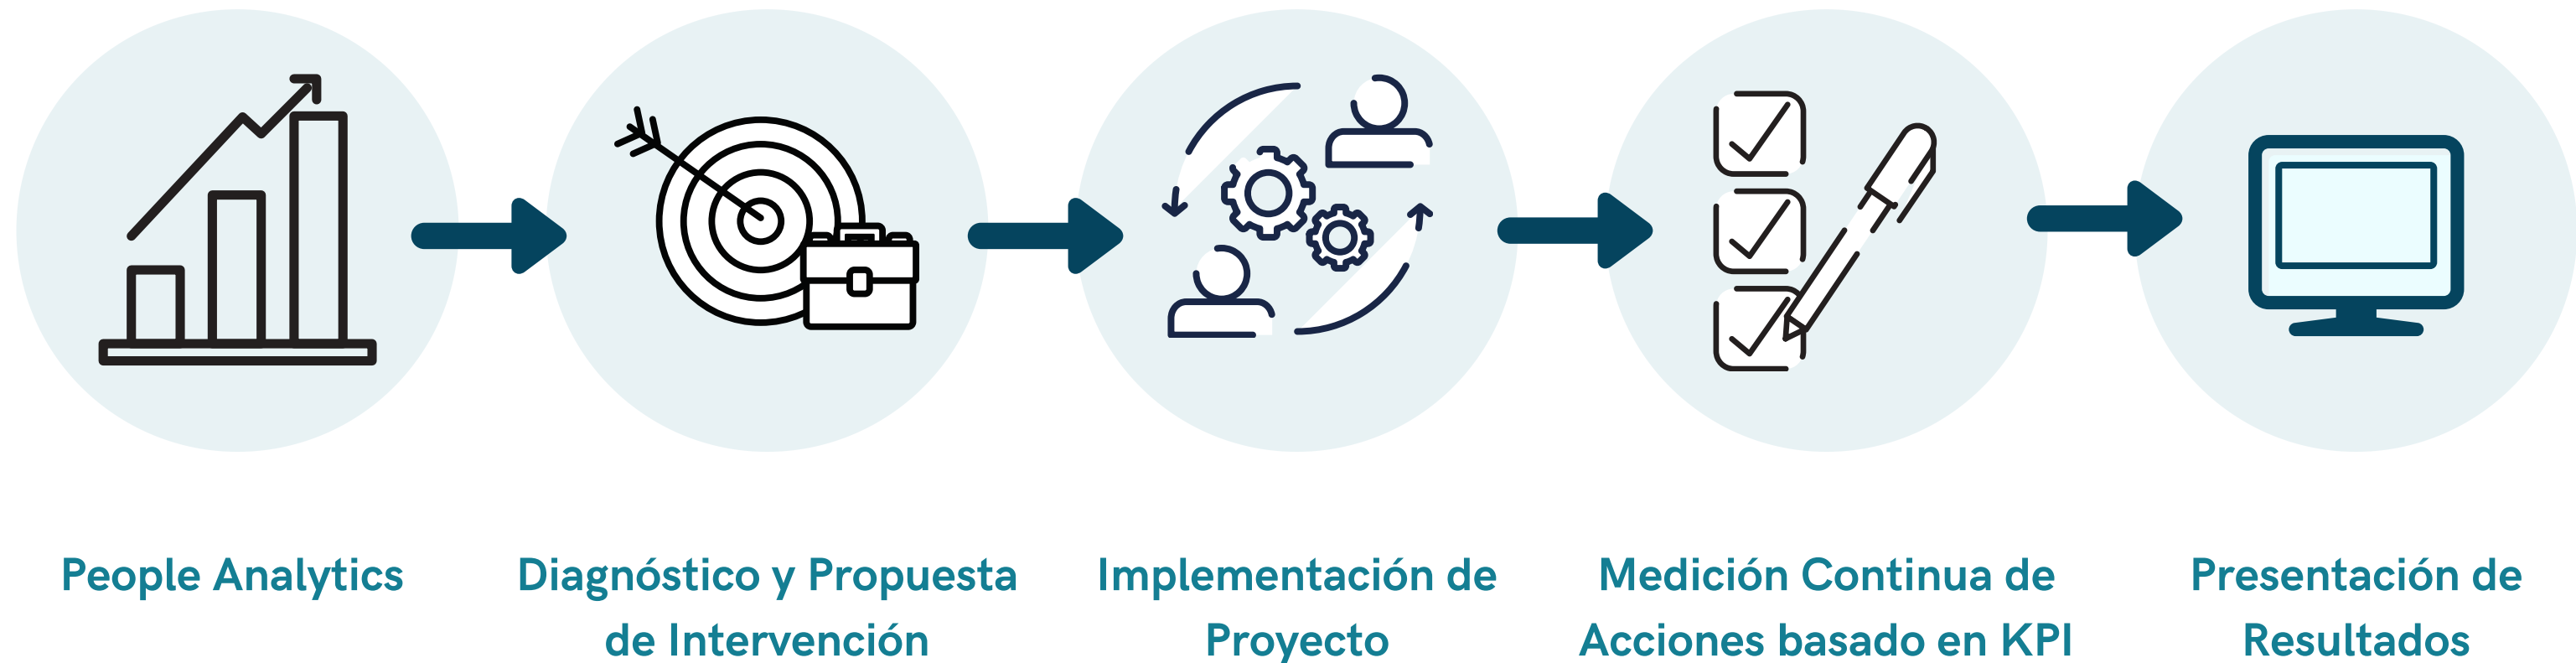 People Analytics
Diagnóstico y Propuesta
de Intervención
Implementación de
Proyecto
Medición Continua de
Acciones basado en KPI
Presentación de
Resultados